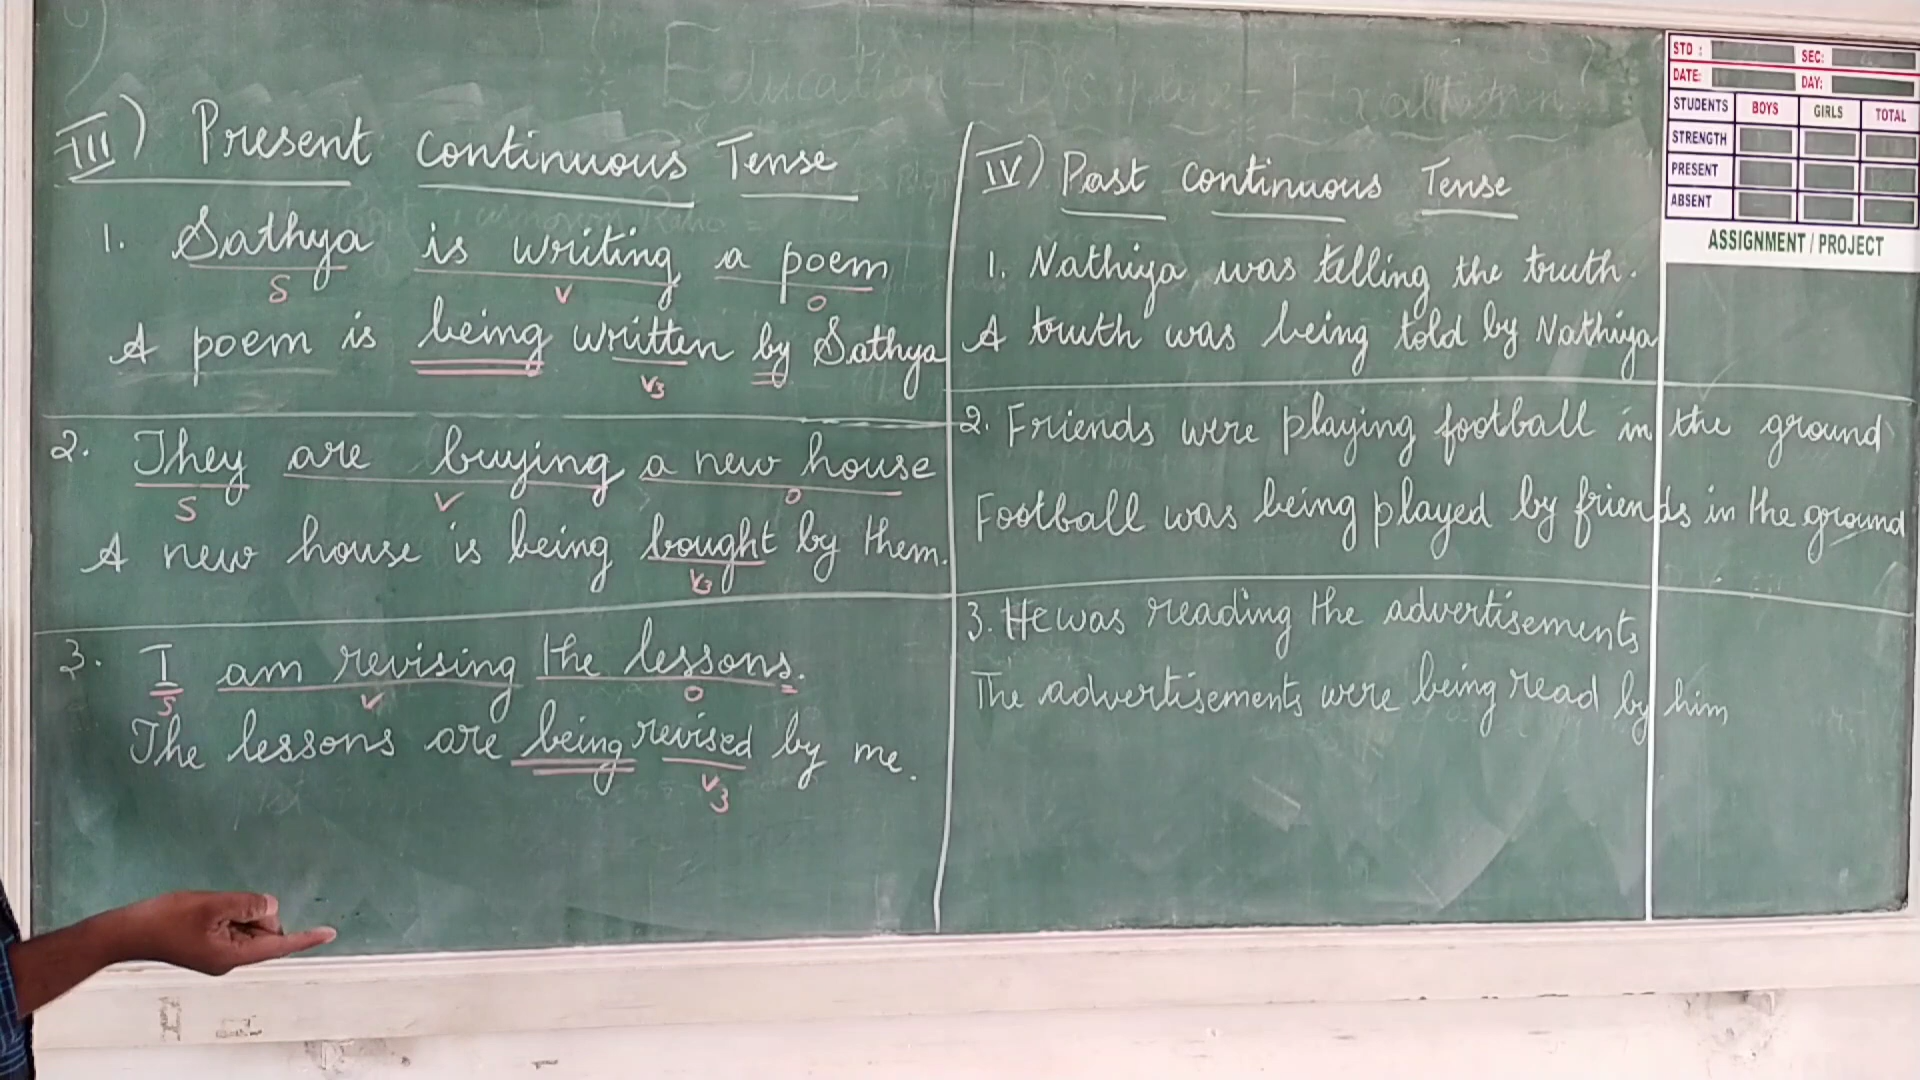 Education - Discipline - Exaltation
III) Present continuous Tense
1. Sathya is writing a poem
S V O
A poem is being written by Sathya
V3
2. They are buying a new house
S V O
A new house is being bought by them.
V3
3. I am revising the lessons.
S V O
The lessons are being revised by me.
V3
IV) Past continuous Tense
1. Nathiya was telling the truth.
A truth was being told by Nathiya
2. Friends were playing football in the ground
Football was being played by friends in the ground
3. He was reading the advertisements
The advertisements were being read by him
STD : SEC:
DATE: DAY:
STUDENTS BOYS GIRLS TOTAL
STRENGTH
PRESENT
ABSENT
ASSIGNMENT / PROJECT